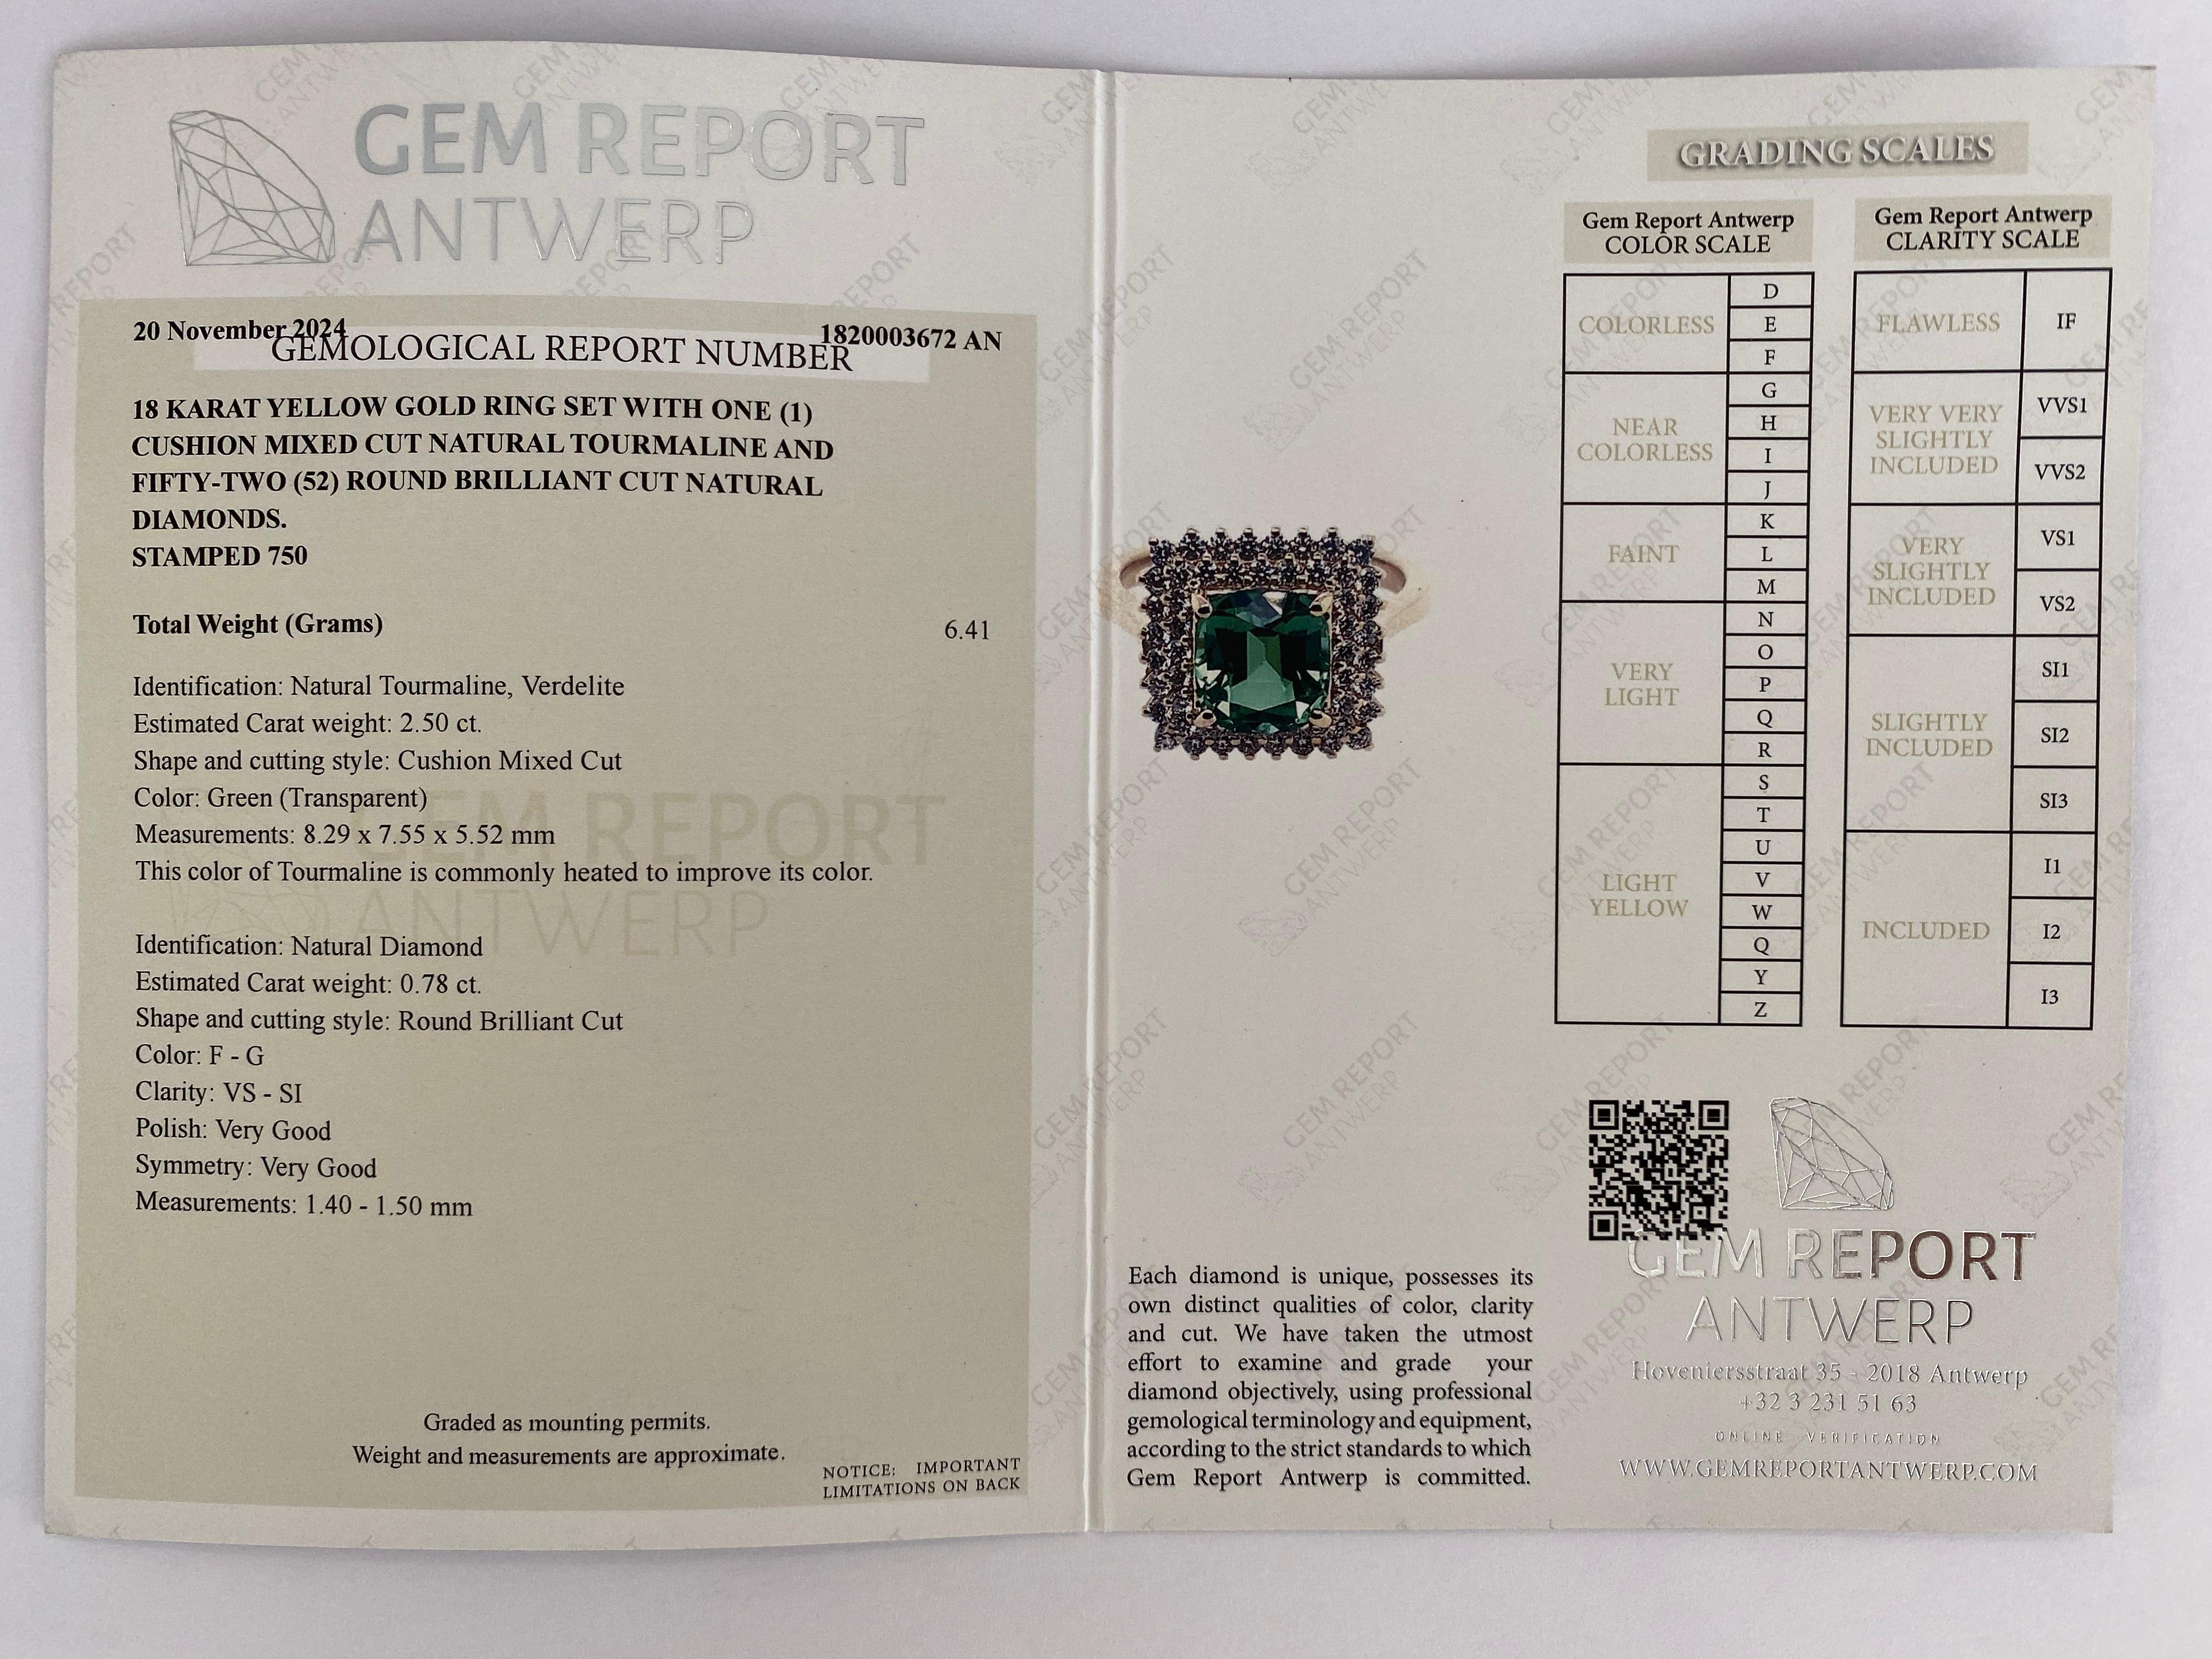 GEM REPORT
ANTWERP
20 November 2024
GEMOLOGICAL REPORT NUMBER
1820003672 AN
18 KARAT YELLOW GOLD RING SET WITH ONE (1)
CUSHION MIXED CUT NATURAL TOURMALINE AND
FIFTY-TWO (52) ROUND BRILLIANT CUT NATURAL
DIAMONDS.
STAMPED 750
Total Weight (Grams) 6.41
Identification: Natural Tourmaline, Verdelite
Estimated Carat weight: 2.50 ct.
Shape and cutting style: Cushion Mixed Cut
Color: Green (Transparent)
Measurements: 8.29 x 7.55 x 5.52 mm
This color of Tourmaline is commonly heated to improve its color.
Identification: Natural Diamond
Estimated Carat weight: 0.78 ct.
Shape and cutting style: Round Brilliant Cut
Color: F - G
Clarity: VS - SI
Polish: Very Good
Symmetry: Very Good
Measurements: 1.40 - 1.50 mm
Graded as mounting permits.
Weight and measurements are approximate.
NOTICE: IMPORTANT
LIMITATIONS ON BACK
Each diamond is unique, possesses its
own distinct qualities of color, clarity
and cut. We have taken the utmost
effort to examine and grade your
diamond objectively, using professional
gemological terminology and equipment,
according to the strict standards to which
Gem Report Antwerp is committed.
GRADING SCALES
Gem Report Antwerp
COLOR SCALE
COLORLESS
D
E
F
NEAR
COLORLESS
G
H
I
J
FAINT
K
L
M
VERY
LIGHT
N
O
P
Q
R
LIGHT
YELLOW
S
T
U
V
W
Q
Y
Z
Gem Report Antwerp
CLARITY SCALE
FLAWLESS
IF
VERY VERY
SLIGHTLY
INCLUDED
VVS1
VVS2
VERY
SLIGHTLY
INCLUDED
VS1
VS2
SLIGHTLY
INCLUDED
SI1
SI2
SI3
INCLUDED
I1
I2
I3
GEM REPORT
ANTWERP
Hoveniersstraat 35 - 2018 Antwerp
+32 3 231 51 63
ONLINE VERIFICATION
WWW.GEMREPORTANTWERP.COM